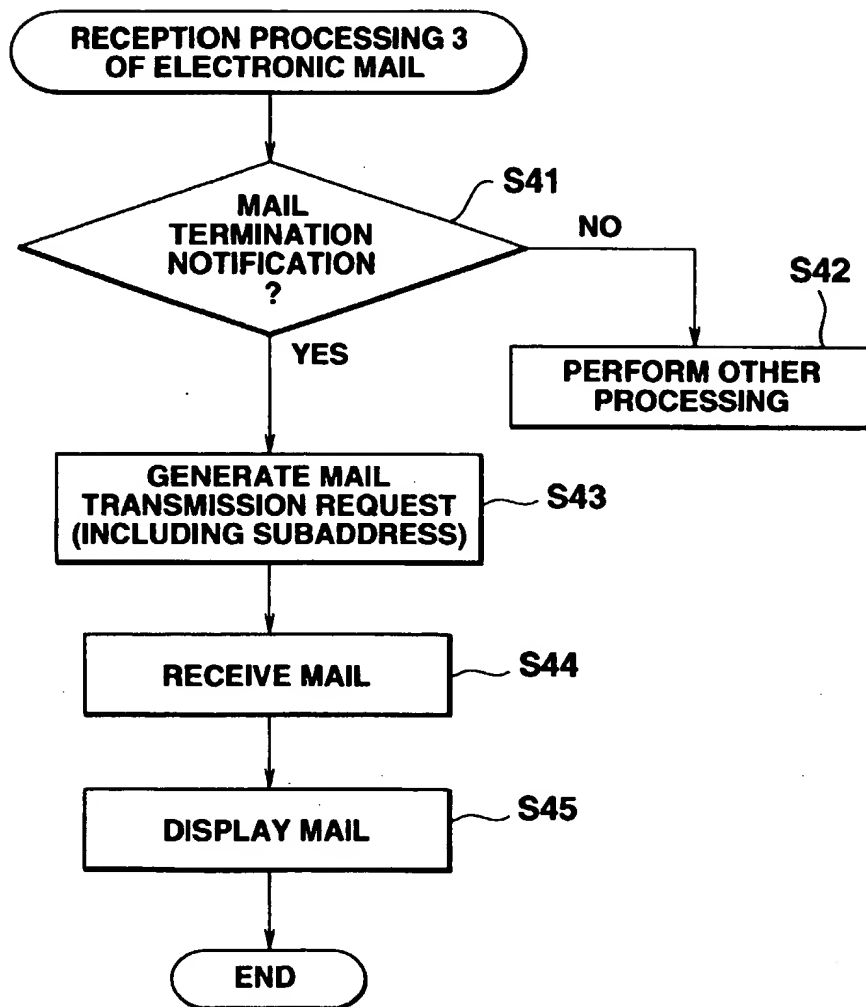 RECEPTION PROCESSING 3
OF ELECTRONIC MAIL
S41
MAIL
TERMINATION
NOTIFICATION
?
NO
S42
YES
PERFORM OTHER
PROCESSING
GENERATE MAIL
TRANSMISSION REQUEST
(INCLUDING SUBADDRESS)
S43
RECEIVE MAIL
S44
DISPLAY MAIL
S45
END